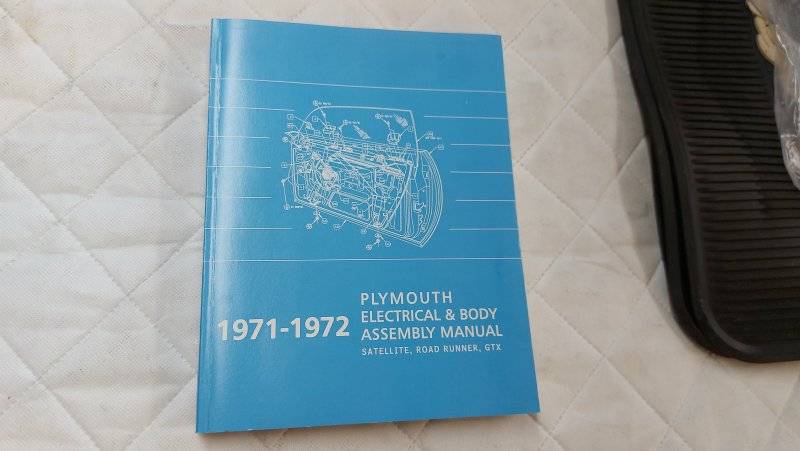 1971-1972
PLYMOUTH
ELECTRICAL & BODY
ASSEMBLY MANUAL
SATELLITE, ROAD RUNNER, GTX